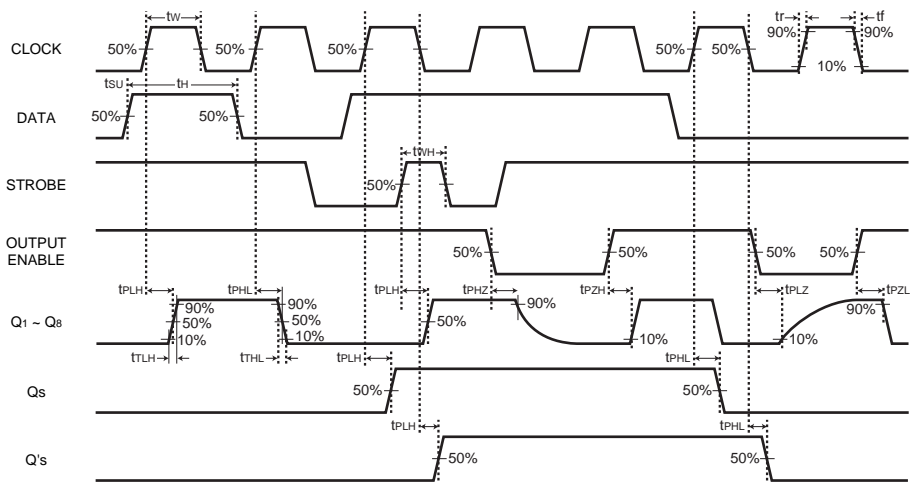 tW tr tf
CLOCK 50% 50% 50% 50% 50% 90% 90% 10%
tSU tH
DATA 50% 50%
tWH
STROBE 50%
OUTPUT ENABLE 50% 50% 50% 50%
tPLH tPHL tPLH tPHZ tPZH tPLZ tPZL
Q1 ~ Q8 90% 50% 10% 90% 50% 10% 50% 90% 10% 10% 90%
tTLH tTHL tPLH tPHL
Qs 50% 50%
tPLH tPHL
Q's 50% 50%